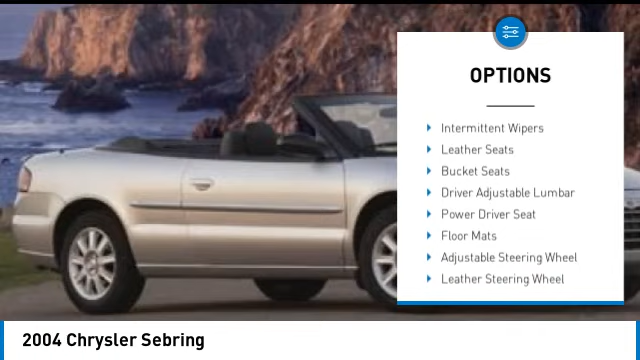 OPTIONS
Intermittent Wipers
Leather Seats
Bucket Seats
Driver Adjustable Lumbar
Power Driver Seat
Floor Mats
Adjustable Steering Wheel
Leather Steering Wheel
2004 Chrysler Sebring